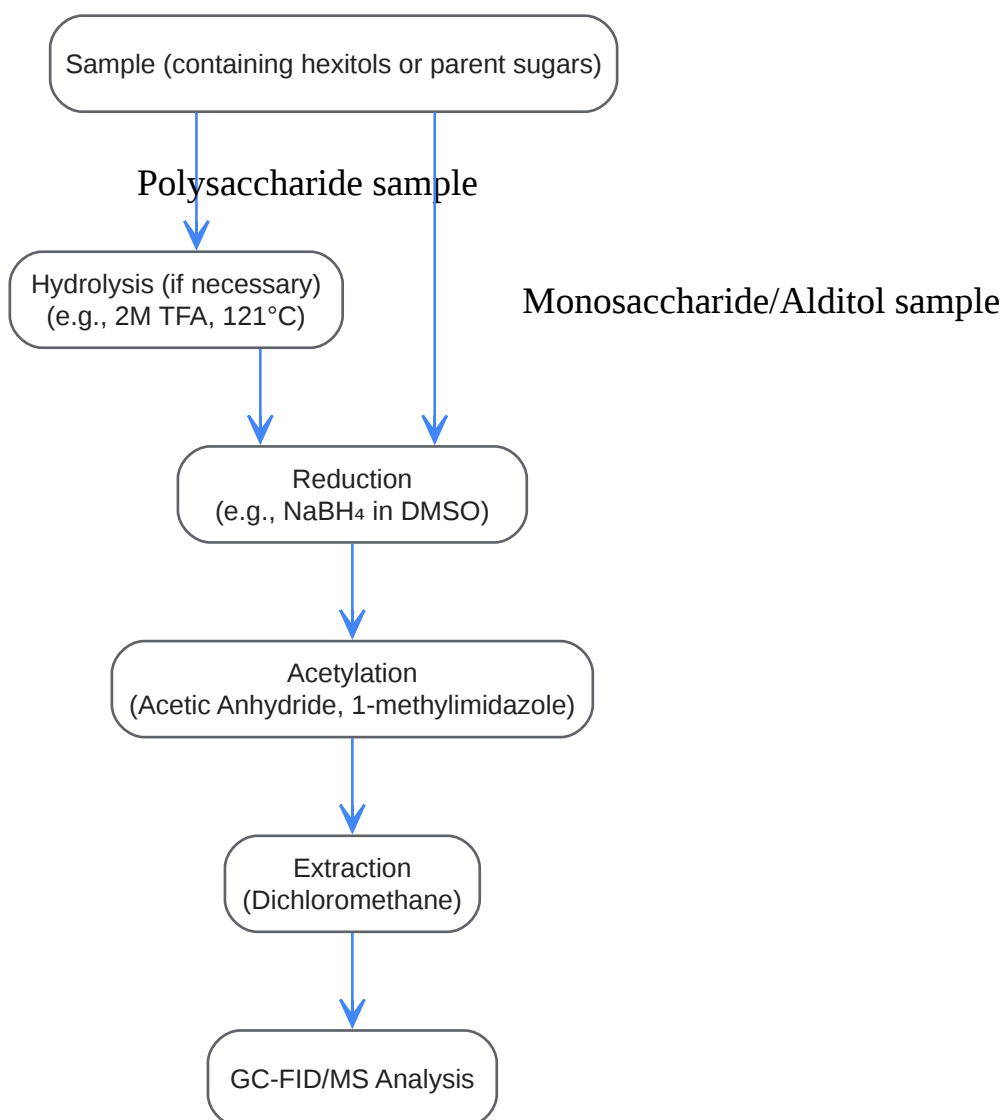 Sample (containing hexitols or parent sugars)
Polysaccharide sample
Hydrolysis (if necessary)
(e.g., 2M TFA, 121°C)
Monosaccharide/Alditol sample
Reduction
(e.g., NaBH₄ in DMSO)
Acetylation
(Acetic Anhydride, 1-methylimidazole)
Extraction
(Dichloromethane)
GC-FID/MS Analysis